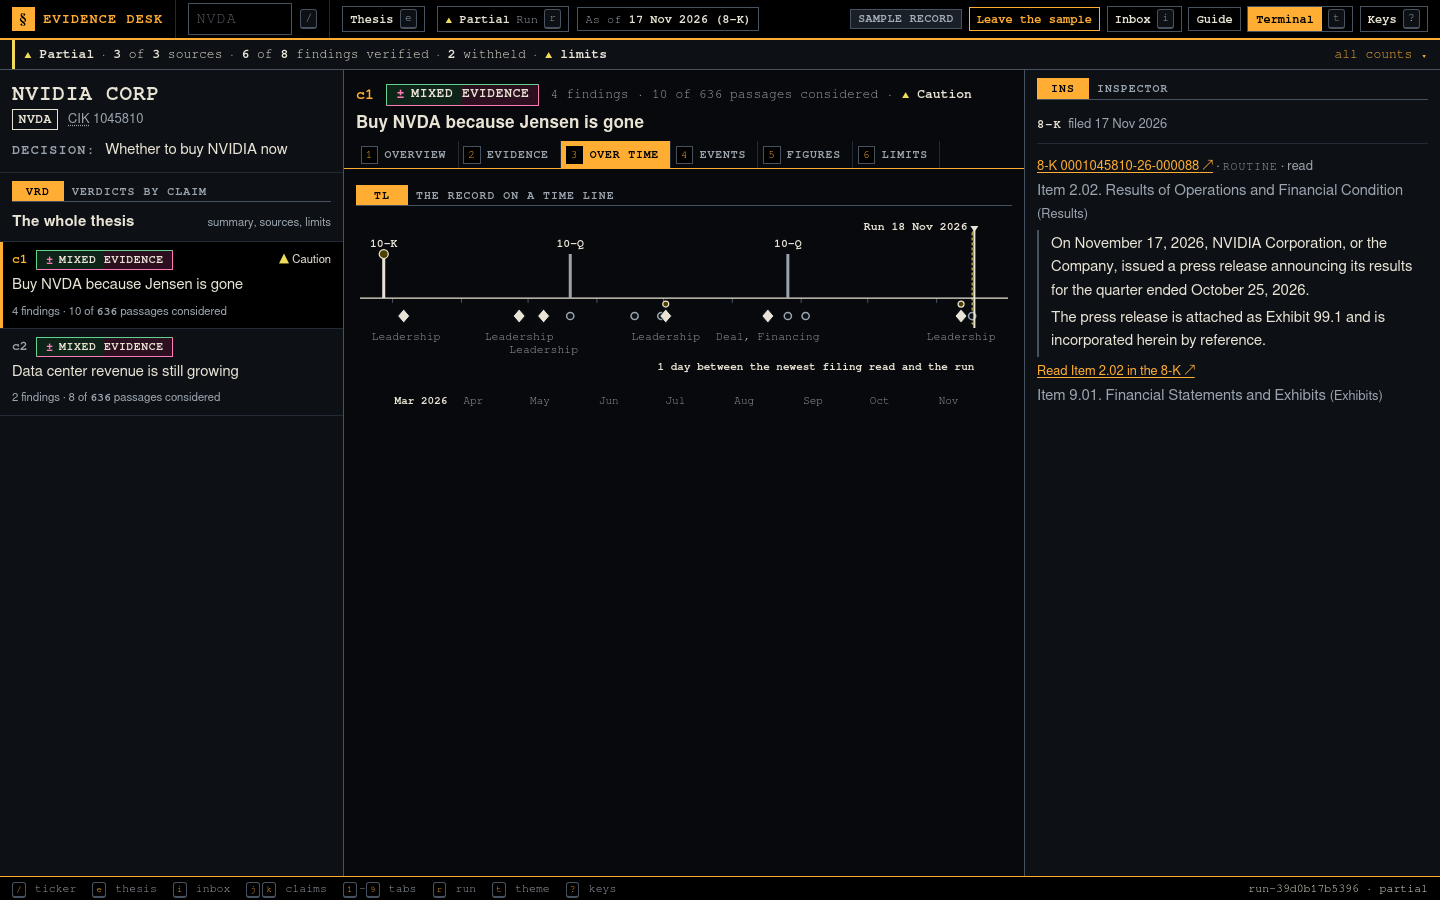 § EVIDENCE DESK NVDA / Thesis e ▲ Partial Run r As of 17 Nov 2026 (8-K) SAMPLE RECORD Leave the sample Inbox i Guide Terminal t Keys ?
▲ Partial · 3 of 3 sources · 6 of 8 findings verified · 2 withheld · ▲ limits all counts ▾
NVIDIA CORP
NVDA CIK 1045810
DECISION: Whether to buy NVIDIA now
VRD VERDICTS BY CLAIM
The whole thesis summary, sources, limits
c1 ± MIXED EVIDENCE ▲ Caution
Buy NVDA because Jensen is gone
4 findings · 10 of 636 passages considered
c2 ± MIXED EVIDENCE
Data center revenue is still growing
2 findings · 8 of 636 passages considered
c1 ± MIXED EVIDENCE 4 findings · 10 of 636 passages considered · ▲ Caution
Buy NVDA because Jensen is gone
1 OVERVIEW 2 EVIDENCE 3 OVER TIME 4 EVENTS 5 FIGURES 6 LIMITS
TL THE RECORD ON A TIME LINE
Run 18 Nov 2026
10-K 10-Q 10-Q
Leadership Leadership Leadership Deal, Financing Leadership
Leadership
1 day between the newest filing read and the run
Mar 2026 Apr May Jun Jul Aug Sep Oct Nov
INS INSPECTOR
8-K filed 17 Nov 2026
8-K 0001045810-26-000088 ↗ · ROUTINE · read
Item 2.02. Results of Operations and Financial Condition
(Results)
On November 17, 2026, NVIDIA Corporation, or the
Company, issued a press release announcing its results
for the quarter ended October 25, 2026.
The press release is attached as Exhibit 99.1 and is
incorporated herein by reference.
Read Item 2.02 in the 8-K ↗
Item 9.01. Financial Statements and Exhibits (Exhibits)
/ ticker e thesis i inbox j k claims 1-9 tabs r run t theme ? keys run-39d0b17b5396 · partial